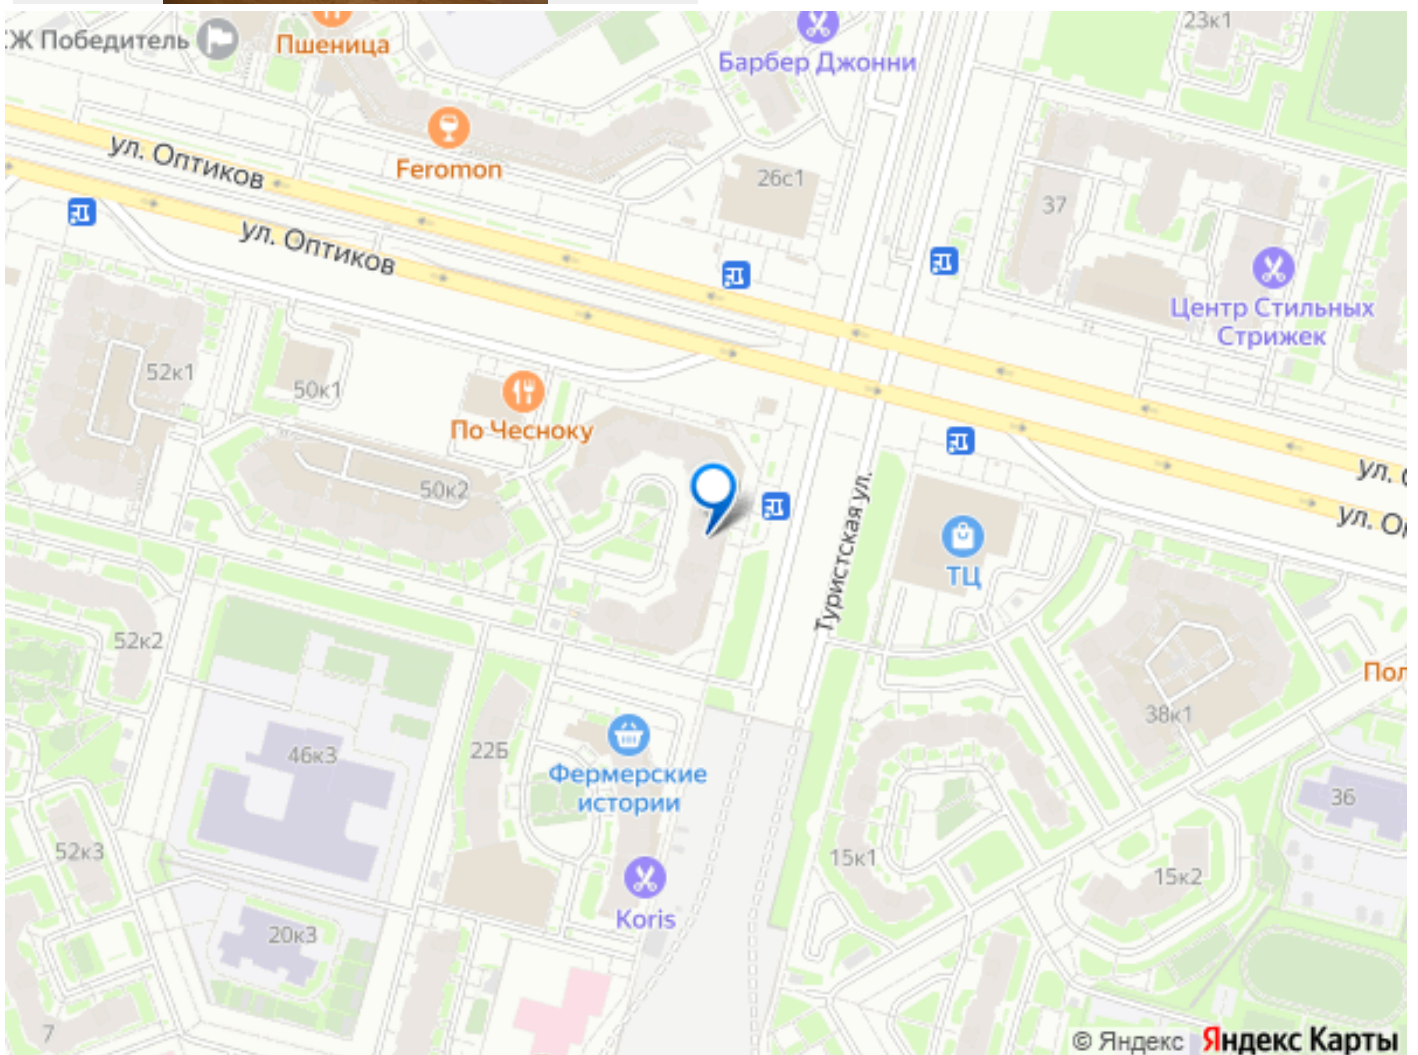 Ж Победитель
Пшеница
Барбер Джонни
23к1
ул. Оптиков
Feromon
26с1
37
ул. Оптиков
Центр Стильных
Стрижек
52к1
50к1
По Чесноку
50к2
ул. О
ул. Оп
Туристская ул.
ТЦ
52к2
Пол
38к1
46к3
22Б
Фермерские
истории
36
52к3
15к1
15к2
Koris
20к3
7
© Яндекс Яндекс Карты